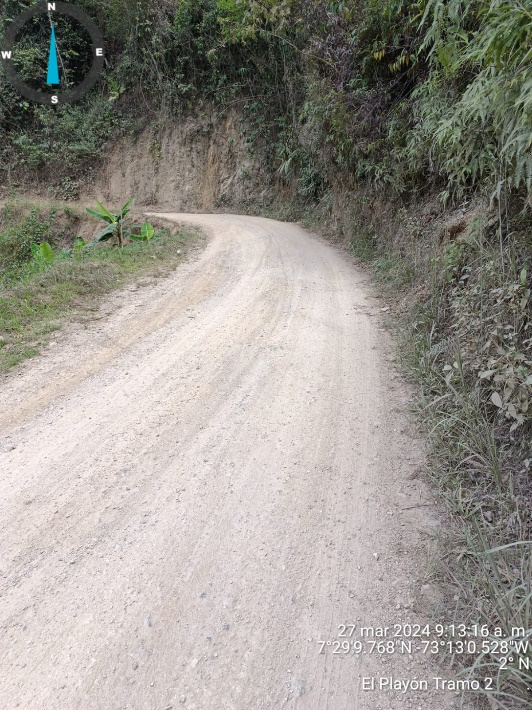 N
W E
S
27 mar 2024 9:13:16 a. m.
7°29'9.768"N -73°13'0.528"W
2° N
El Playón Tramo 2